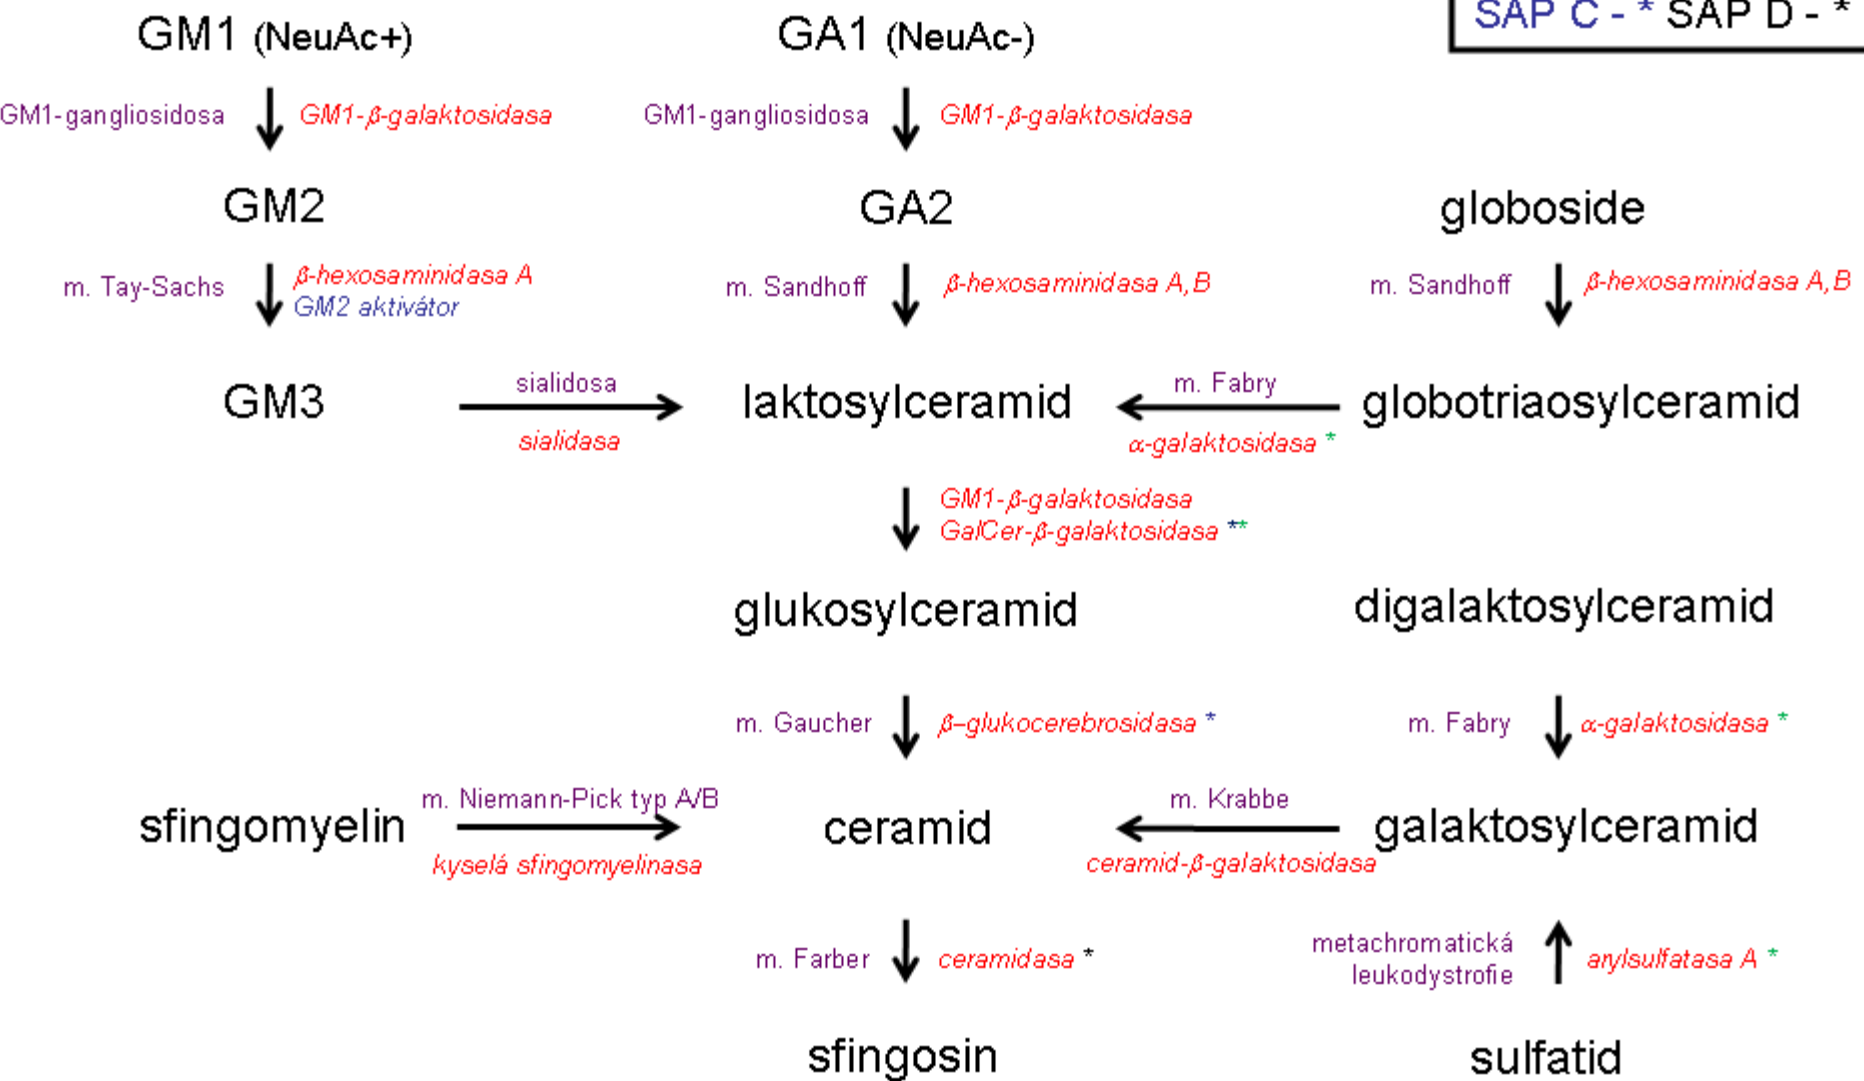 SAP C - * SAP D - *
GM1 (NeuAc+)
GA1 (NeuAc-)
GM1-gangliosidosa
GM1-β-galaktosidasa
GM1-gangliosidosa
GM1-β-galaktosidasa
GM2
GA2
globoside
m. Tay-Sachs
β-hexosaminidasa A
GM2 aktivátor
m. Sandhoff
β-hexosaminidasa A,B
m. Sandhoff
β-hexosaminidasa A,B
GM3
sialidosa
sialidasa
laktosylceramid
m. Fabry
α-galaktosidasa *
globotriaosylceramid
GM1-β-galaktosidasa
GalCer-β-galaktosidasa **
glukosylceramid
digalaktosylceramid
m. Gaucher
β–glukocerebrosidasa *
m. Fabry
α-galaktosidasa *
sfingomyelin
m. Niemann-Pick typ A/B
kyselá sfingomyelinasa
ceramid
m. Krabbe
ceramid-β-galaktosidasa
galaktosylceramid
m. Farber
ceramidasa *
metachromatická
leukodystrofie
arylsulfatasa A *
sfingosin
sulfatid